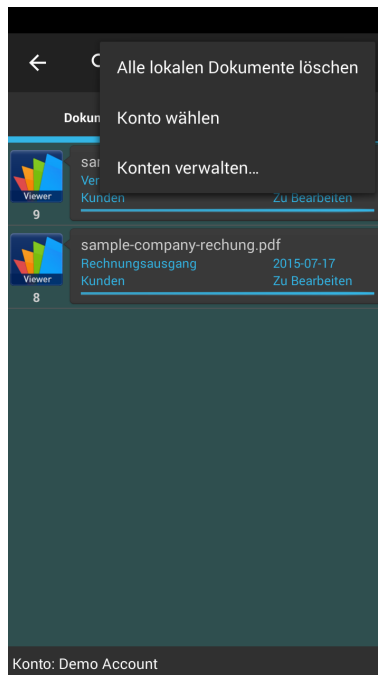 Alle lokalen Dokumente löschen
Konto wählen
Konten verwalten…
Viewer
9
Kunden Zu Bearbeiten
Viewer
8
sample-company-rechung.pdf
Rechnungsausgang 2015-07-17
Kunden Zu Bearbeiten
Konto: Demo Account